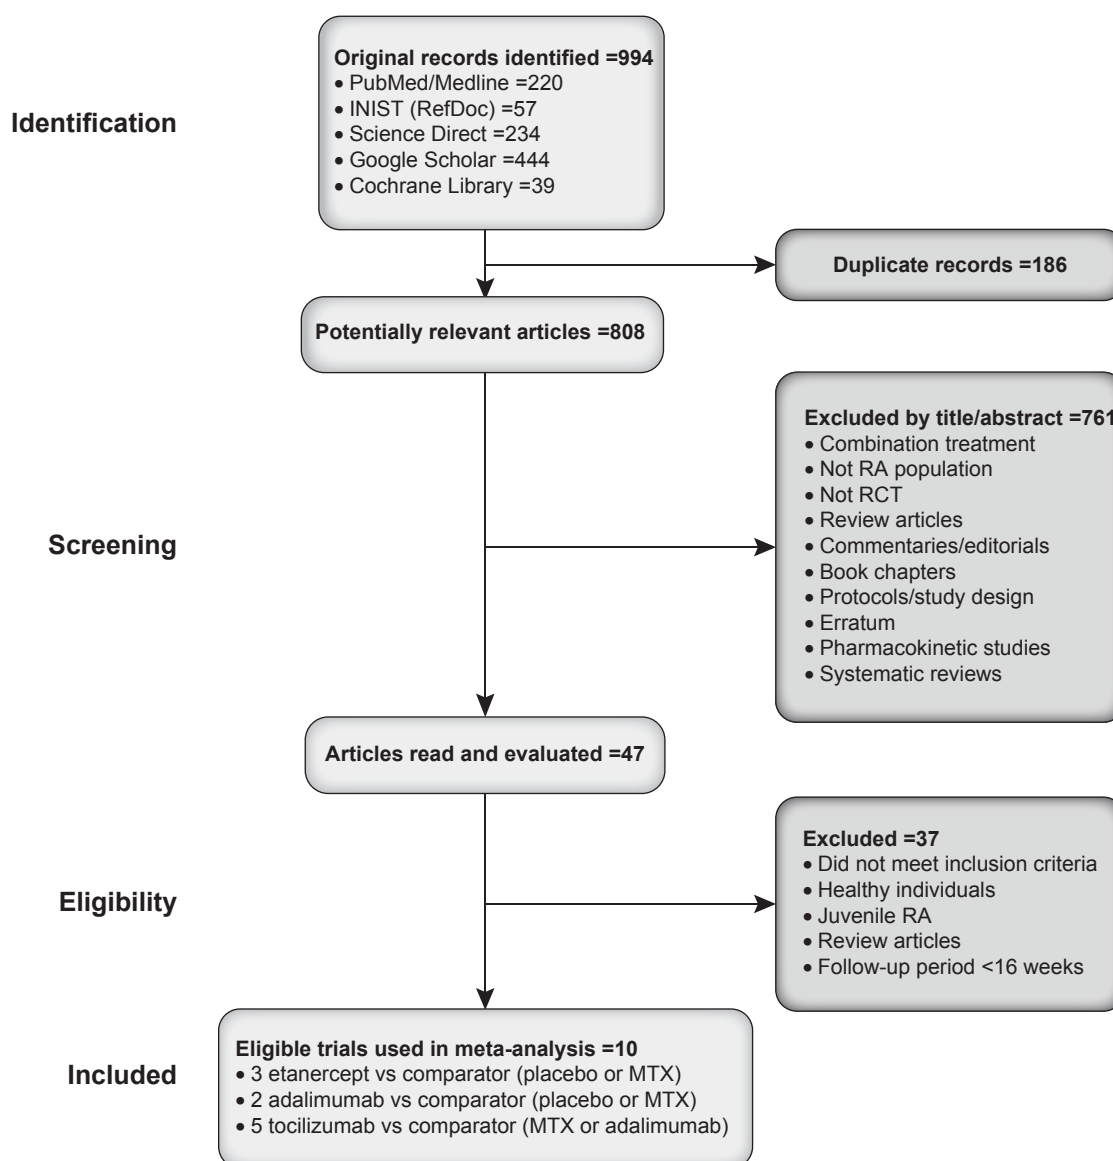 Identification
Original records identified =994
• PubMed/Medline =220
• INIST (RefDoc) =57
• Science Direct =234
• Google Scholar =444
• Cochrane Library =39
Duplicate records =186
Potentially relevant articles =808
Screening
Excluded by title/abstract =761
• Combination treatment
• Not RA population
• Not RCT
• Review articles
• Commentaries/editorials
• Book chapters
• Protocols/study design
• Erratum
• Pharmacokinetic studies
• Systematic reviews
Articles read and evaluated =47
Eligibility
Excluded =37
• Did not meet inclusion criteria
• Healthy individuals
• Juvenile RA
• Review articles
• Follow-up period <16 weeks
Included
Eligible trials used in meta-analysis =10
• 3 etanercept vs comparator (placebo or MTX)
• 2 adalimumab vs comparator (placebo or MTX)
• 5 tocilizumab vs comparator (MTX or adalimumab)